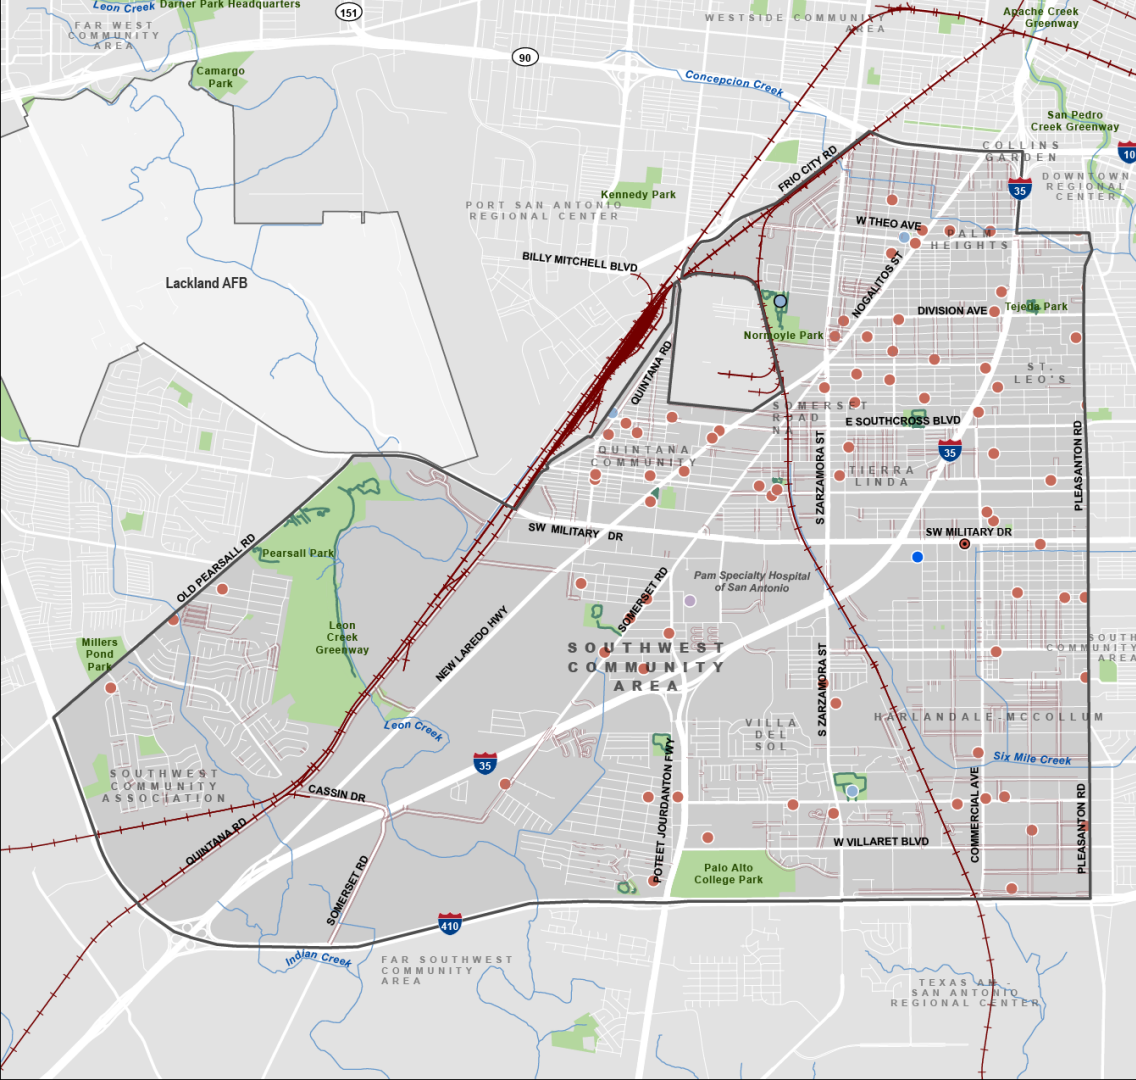 Leon Creek
Darner Park Headquarters
151
Apache Creek
Greenway
FAR WEST
COMMUNITY
AREA
WESTSIDE COMMUNITY
AREA
90
Camargo
Park
Concepcion Creek
San Pedro
Creek Greenway
COLLINS
GARDEN
10
FRIO CITY RD
35
DOWNTOWN
REGIONAL
CENTER
Kennedy Park
PORT SAN ANTONIO
REGIONAL CENTER
W THEO AVE
PALM
HEIGHTS
BILLY MITCHELL BLVD
NOGALITOS ST
Lackland AFB
DIVISION AVE
Tejeda Park
Normoyle Park
QUINTANA RD
ST.
LEO'S
SOMERSET
ROAD
NA
E SOUTHCROSS BLVD
PLEASANTON RD
QUINTANA
COMMUNITY
35
S ZARZAMORA ST
TIERRA
LINDA
SW MILITARY DR
SW MILITARY DR
OLD PEARSALL RD
Pearsall Park
Pam Specialty Hospital
of San Antonio
SOMERSET RD
Leon
Creek
Greenway
NEW LAREDO HWY
Millers
Pond
Park
SOUTHWEST
COMMUNITY
AREA
S ZARZAMORA ST
SOUTH
COMMUNITY
AREA
Leon Creek
VILLA
DEL
SOL
HARLANDALE-MCCOLLUM
35
Six Mile Creek
SOUTHWEST
COMMUNITY
ASSOCIATION
CASSIN DR
POTEET JOURDANTON FWY
COMMERCIAL AVE
PLEASANTON RD
QUINTANA RD
W VILLARET BLVD
SOMERSET RD
Palo Alto
College Park
410
Indian Creek
FAR SOUTHWEST
COMMUNITY
AREA
TEXAS AM -
SAN ANTONIO
REGIONAL CENTER